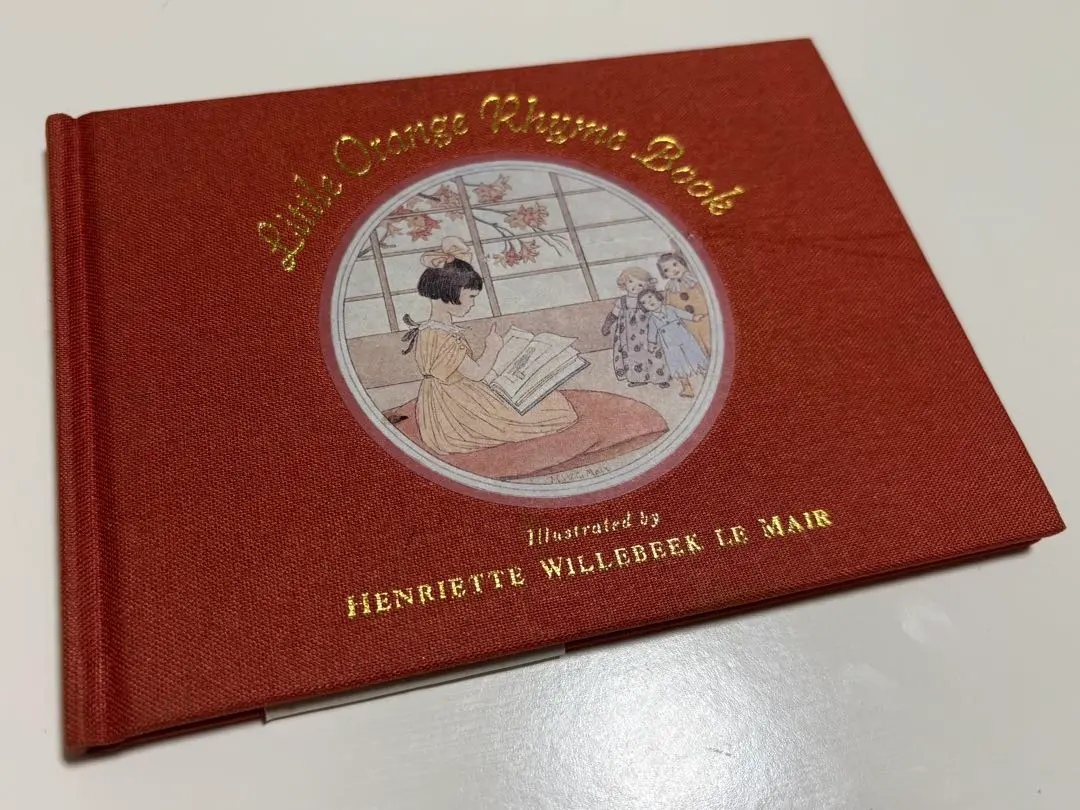 Little Orange Rhyme Book
Illustrated by
HENRIETTE WILLEBEEK LE MAIR